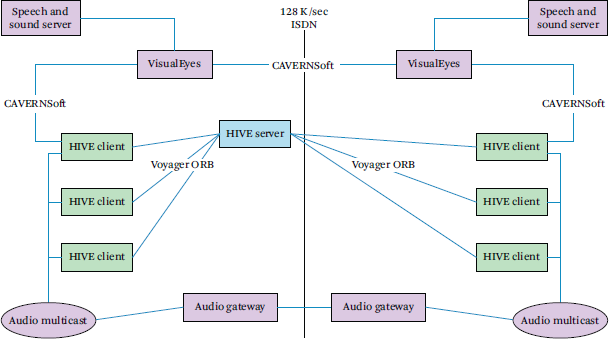 Speech and
sound server
128 K/sec
ISDN
Speech and
sound server
VisualEyes
CAVERNSoft
VisualEyes
CAVERNSoft
CAVERNSoft
HIVE server
HIVE client
HIVE client
Voyager ORB
Voyager ORB
HIVE client
HIVE client
HIVE client
HIVE client
Audio gateway
Audio gateway
Audio multicast
Audio multicast